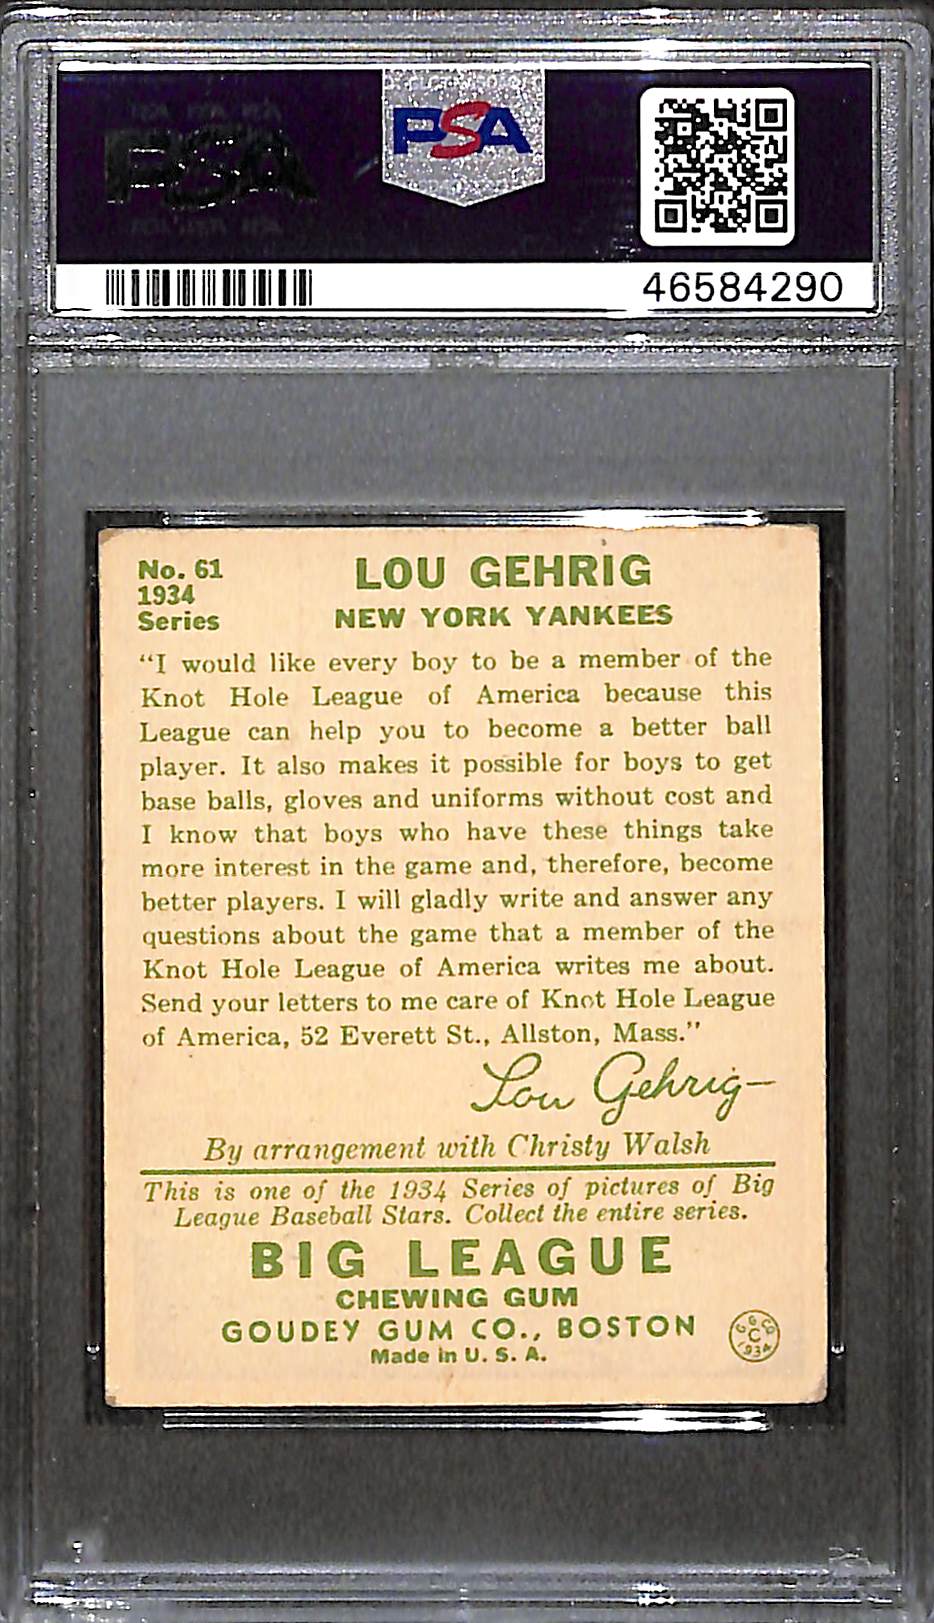 PSA
PSA
46584290
No. 61
1934
Series
LOU GEHRIG
NEW YORK YANKEES
"I would like every boy to be a member of the
Knot Hole League of America because this
League can help you to become a better ball
player. It also makes it possible for boys to get
base balls, gloves and uniforms without cost and
I know that boys who have these things take
more interest in the game and, therefore, become
better players. I will gladly write and answer any
questions about the game that a member of the
Knot Hole League of America writes me about.
Send your letters to me care of Knot Hole League
of America, 52 Everett St., Allston, Mass."
Lou Gehrig
By arrangement with Christy Walsh
This is one of the 1934 Series of pictures of Big
League Baseball Stars. Collect the entire series.
BIG LEAGUE
CHEWING GUM
GOUDEY GUM CO., BOSTON
Made in U. S. A.
G G CO
C
1934